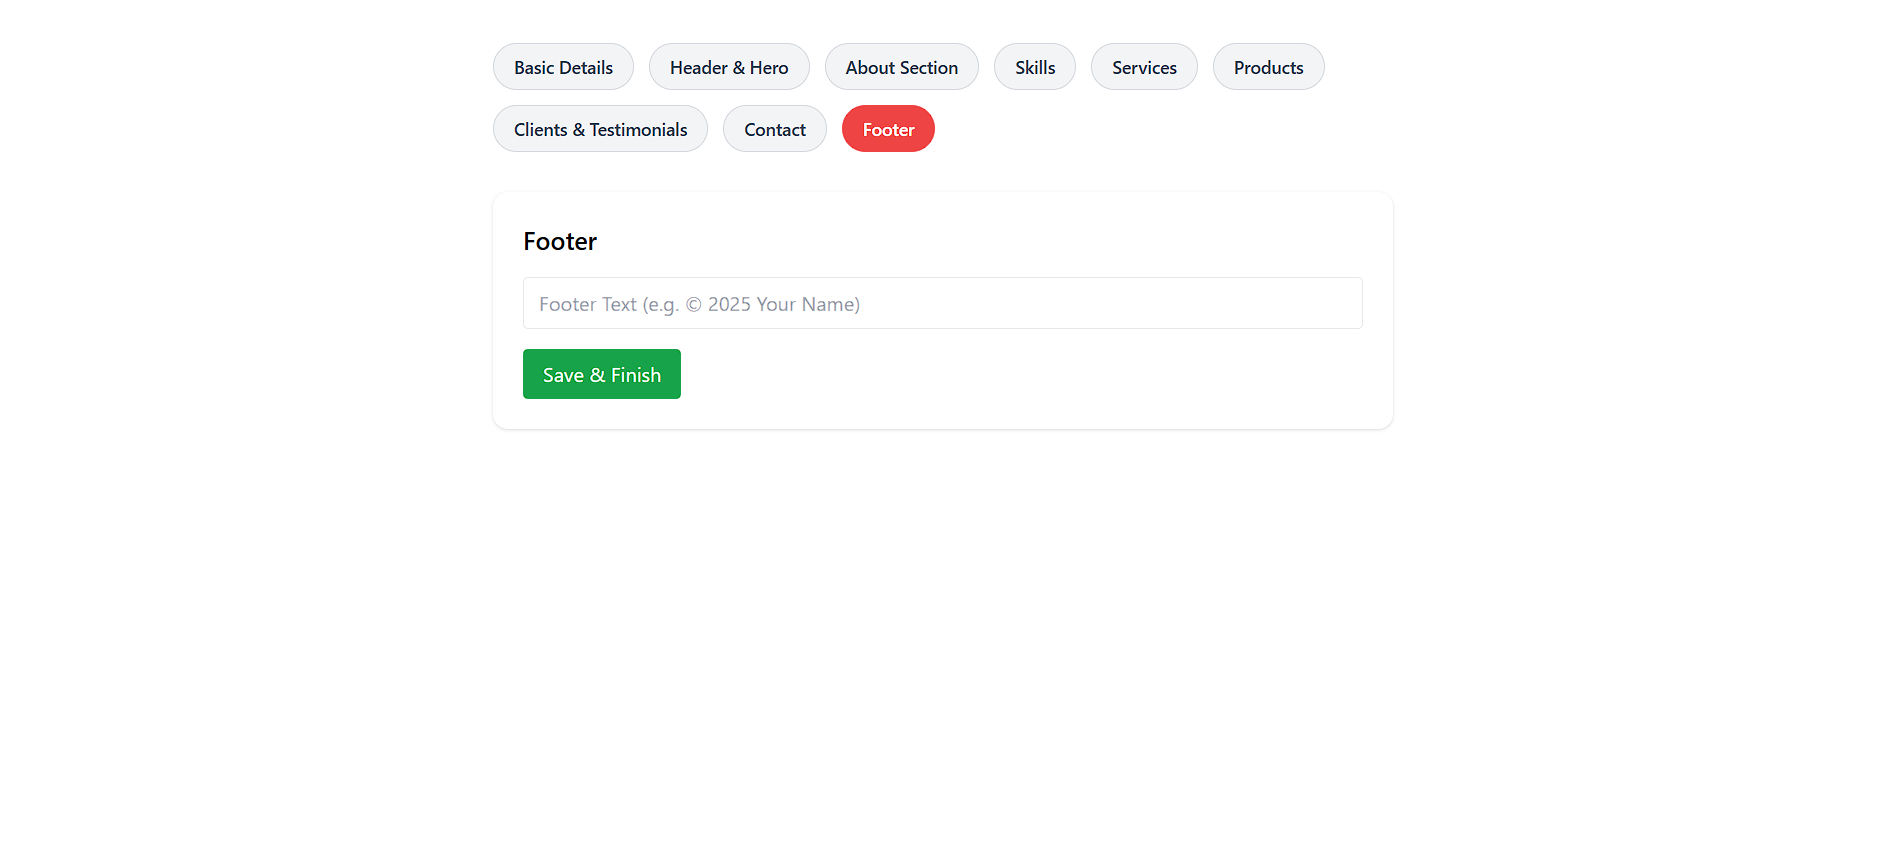 Basic Details Header & Hero About Section Skills Services Products
Clients & Testimonials Contact Footer
Footer
Footer Text (e.g. © 2025 Your Name)
Save & Finish